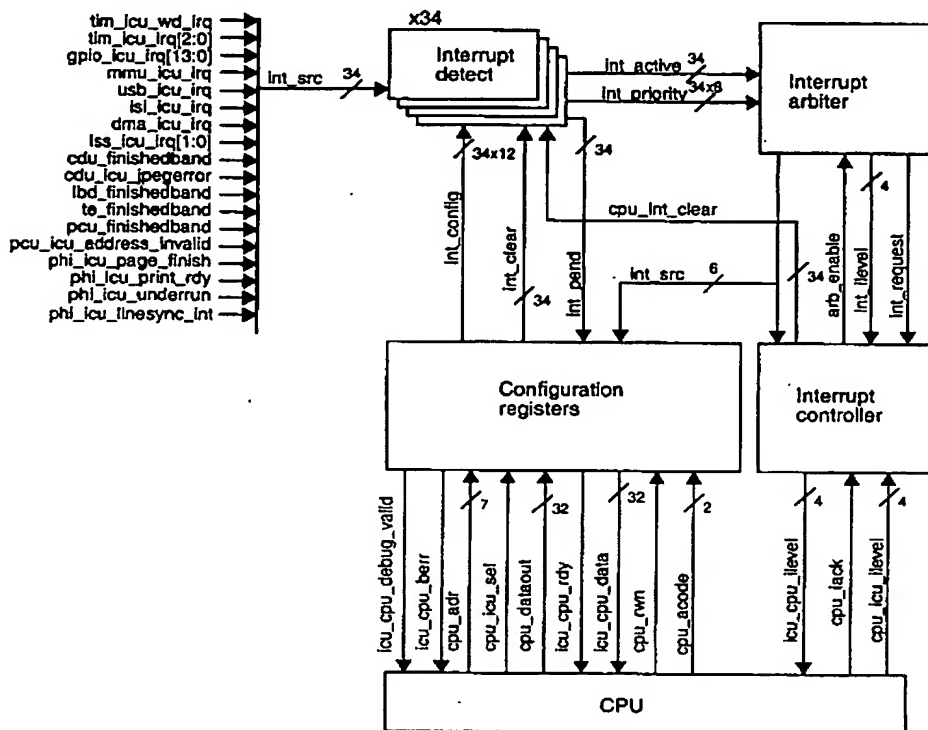 tim_icu_wd_irq
tim_icu_irq[2:0]
gpio_icu_irq[13:0]
mmu_icu_irq
usb_icu_irq
isi_icu_irq
dma_icu_irq
lss_icu_irq[1:0]
cdu_finishedband
cdu_icu_jpegerror
lbd_finishedband
te_finishedband
pcu_finishedband
pcu_icu_address_invalid
phi_icu_page_finish
phi_icu_print_rdy
phi_icu_underrun
phi_icu_linesync_int
int_src
34
x34
Interrupt
detect
int_active
34
int_priority
34x8
Interrupt
arbiter
34x12
34
int_config
int_clear
34
int_pend
cpu_int_clear
int_src
6
34
arb_enable
4
int_ilevel
int_request
Configuration
registers
Interrupt
controller
icu_cpu_debug_valid
icu_cpu_berr
cpu_adr
7
cpu_icu_sel
cpu_dataout
32
icu_cpu_rdy
icu_cpu_data
32
cpu_rwn
cpu_acode
2
icu_cpu_ilevel
4
cpu_iack
cpu_icu_ilevel
4
CPU